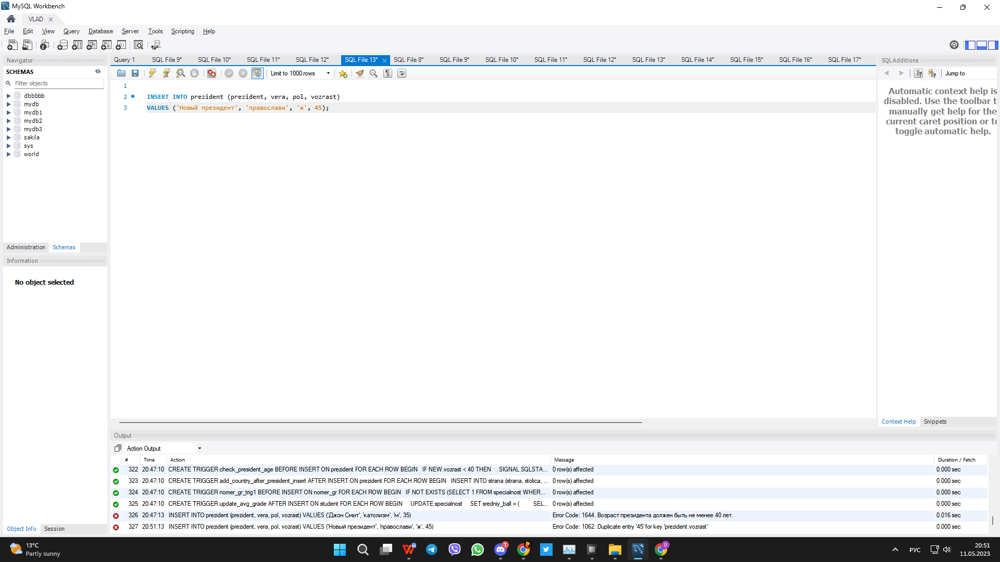 MySQL Workbench
VLAD
File Edit View Query Database Server Tools Scripting Help
Navigator
SCHEMAS
Filter objects
dbbbbb
mydb
mydb1
mydb2
mydb3
sakila
sys
world
Administration Schemas
Information
No object selected
Object Info Session
Query 1 SQL File 9* SQL File 10* SQL File 11* SQL File 12* SQL File 13* SQL File 8* SQL File 9* SQL File 10* SQL File 11* SQL File 12* SQL File 13* SQL File 14* SQL File 15* SQL File 16* SQL File 17*
Limit to 1000 rows
1
2 INSERT INTO prezident (prezident, vera, pol, vozrast)
3 VALUES ('Новый президент', 'православи', 'ж', 45);
SQLAdditions
Jump to
Automatic context help is
disabled. Use the toolbar t
manually get help for the
current caret position or to
toggle automatic help.
Context Help Snippets
Output
Action Output
# Time Action Message Duration / Fetch
322 20:47:10 CREATE TRIGGER check_president_age BEFORE INSERT ON prezident FOR EACH ROW BEGIN IF NEW.vozrast < 40 THEN SIGNAL SQLSTA... 0 row(s) affected 0.000 sec
323 20:47:10 CREATE TRIGGER add_country_after_president_insert AFTER INSERT ON prezident FOR EACH ROW BEGIN INSERT INTO strana (strana, stolica, ... 0 row(s) affected 0.000 sec
324 20:47:10 CREATE TRIGGER nomer_gr_trig1 BEFORE INSERT ON nomer_gr FOR EACH ROW BEGIN IF NOT EXISTS (SELECT 1 FROM specialnost WHER... 0 row(s) affected 0.000 sec
325 20:47:10 CREATE TRIGGER update_avg_grade AFTER INSERT ON student FOR EACH ROW BEGIN UPDATE specialnost SET sredniy_ball = ( SEL... 0 row(s) affected 0.000 sec
326 20:47:13 INSERT INTO prezident (prezident, vera, pol, vozrast) VALUES ('Джон Смит', 'католизм', 'м', 35) Error Code: 1644. Возраст президента должен быть не менее 40 лет. 0.016 sec
327 20:51:13 INSERT INTO prezident (prezident, vera, pol, vozrast) VALUES ('Новый президент', 'православи', 'ж', 45) Error Code: 1062. Duplicate entry '45' for key 'prezident.vozrast' 0.000 sec
13°C
Partly sunny
1
D
РУС
20:51
11.05.2023